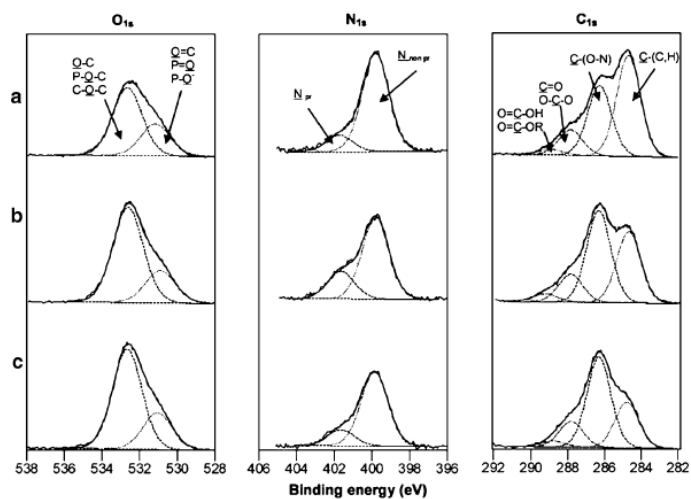 O1s
N1s
C1s
a
O-C
P-O-C
C-O-C
O=C
P=O
P-O-
N pr
N non pr
O=C-OH
O=C-OR
C=O
O-C-O
C-(O-N)
C-(C,H)
b
c
538 536 534 532 530 528
406 404 402 400 398 396
292 290 288 286 284 282
Binding energy (eV)